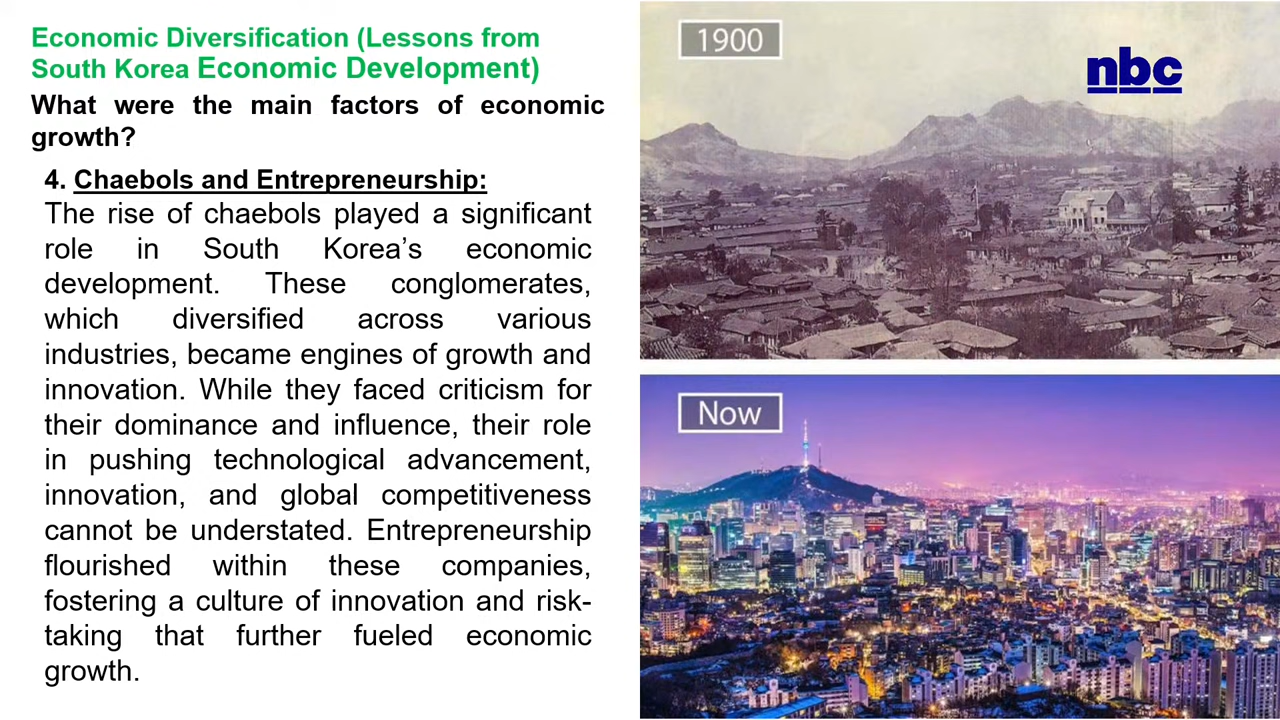 Economic Diversification (Lessons from
South Korea Economic Development)
What were the main factors of economic
growth?
4. Chaebols and Entrepreneurship:
The rise of chaebols played a significant
role in South Korea’s economic
development. These conglomerates,
which diversified across various
industries, became engines of growth and
innovation. While they faced criticism for
their dominance and influence, their role
in pushing technological advancement,
innovation, and global competitiveness
cannot be understated. Entrepreneurship
flourished within these companies,
fostering a culture of innovation and risk-
taking that further fueled economic
growth.
1900
nbc
Now